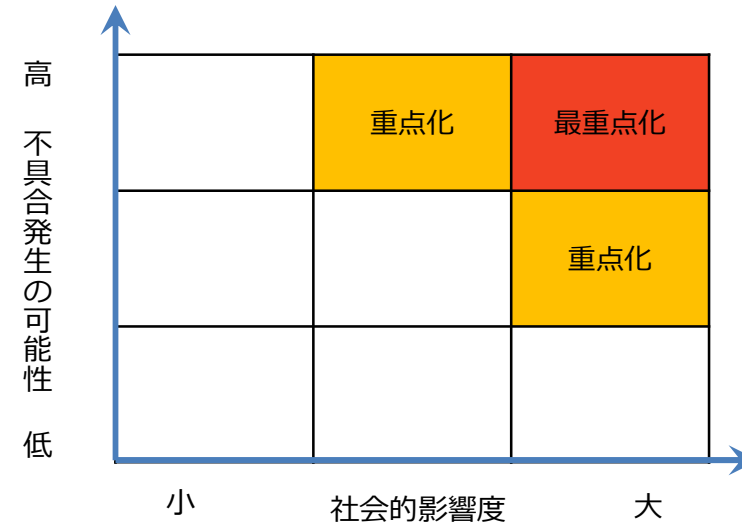 高
不具合発生の可能性
低
重点化
最重点化
重点化
小
社会的影響度
大